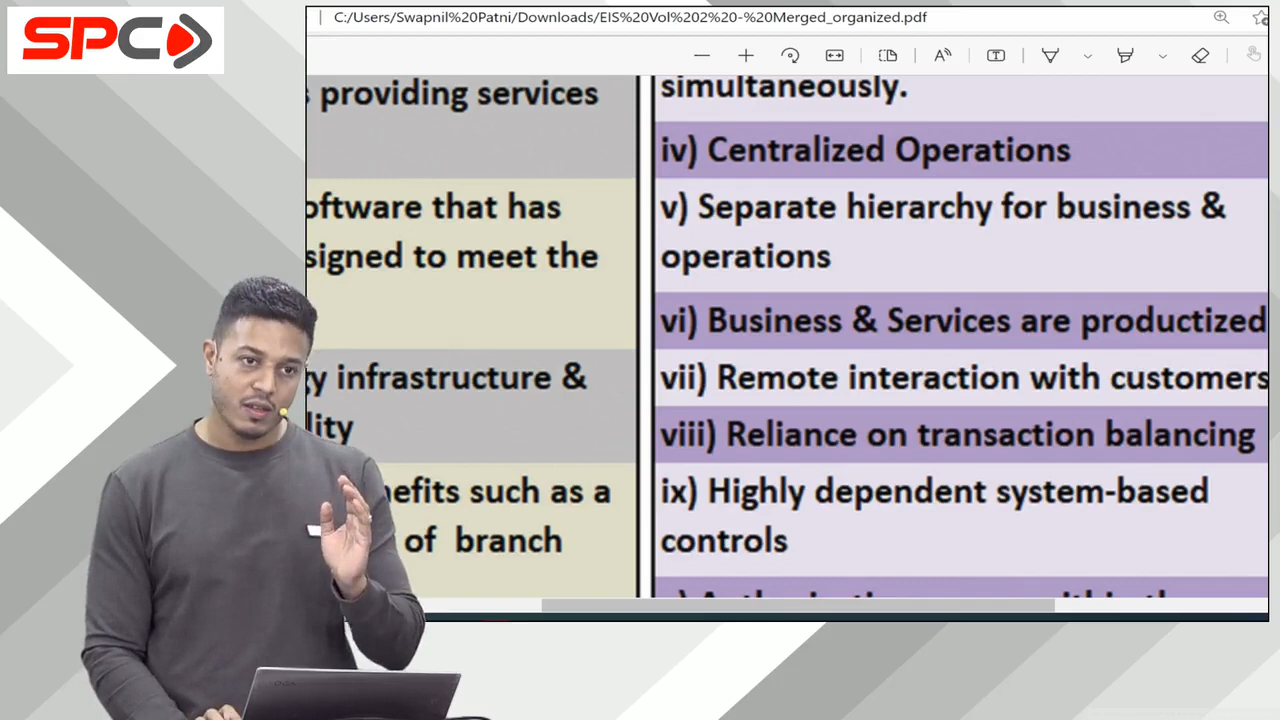 SPC
C:/Users/Swapnil%20Patni/Downloads/EIS%20Vol%202%20-%20Merged_organized.pdf
providing services
oftware that has
signed to meet the
infrastructure &
lity
nefits such as a
of branch
simultaneously.
iv) Centralized Operations
v) Separate hierarchy for business &
operations
vi) Business & Services are productized
vii) Remote interaction with customers
viii) Reliance on transaction balancing
ix) Highly dependent system-based
controls